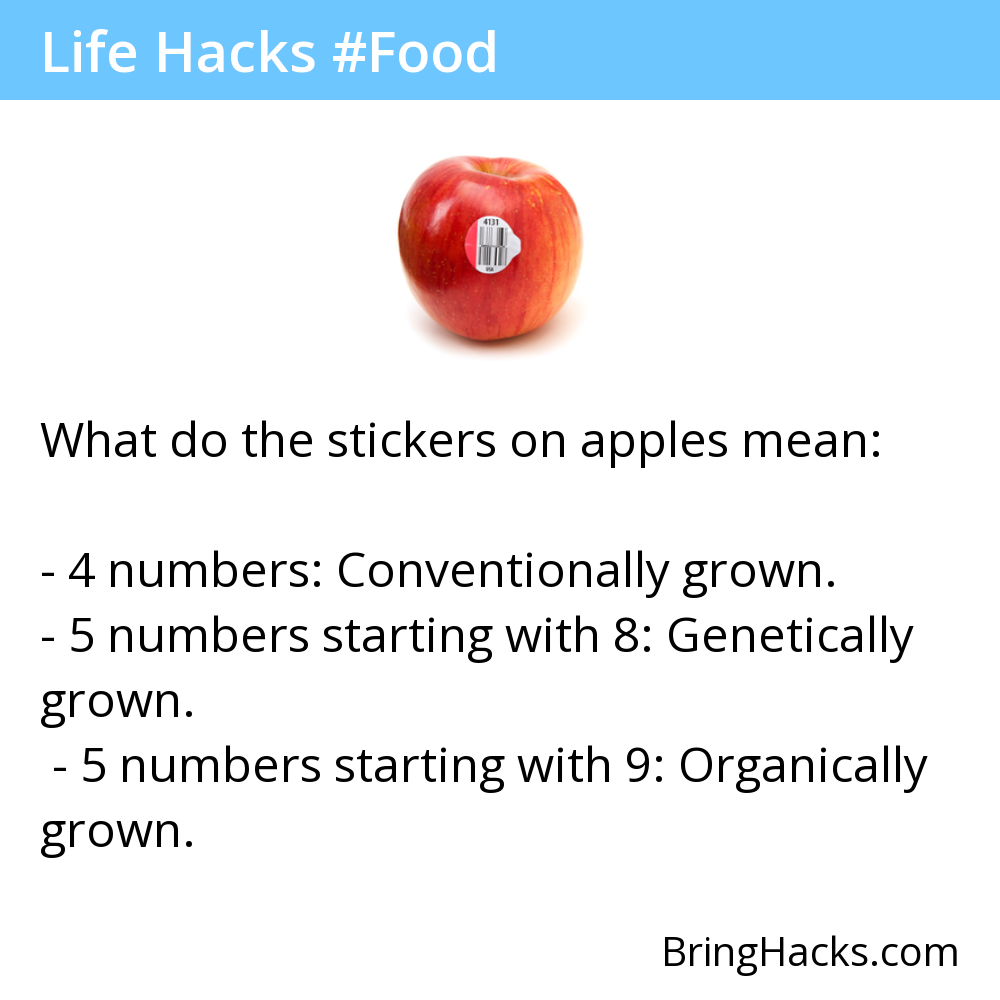 Life Hacks #Food
4131
USA
What do the stickers on apples mean:
- 4 numbers: Conventionally grown.
- 5 numbers starting with 8: Genetically
grown.
- 5 numbers starting with 9: Organically
grown.
BringHacks.com